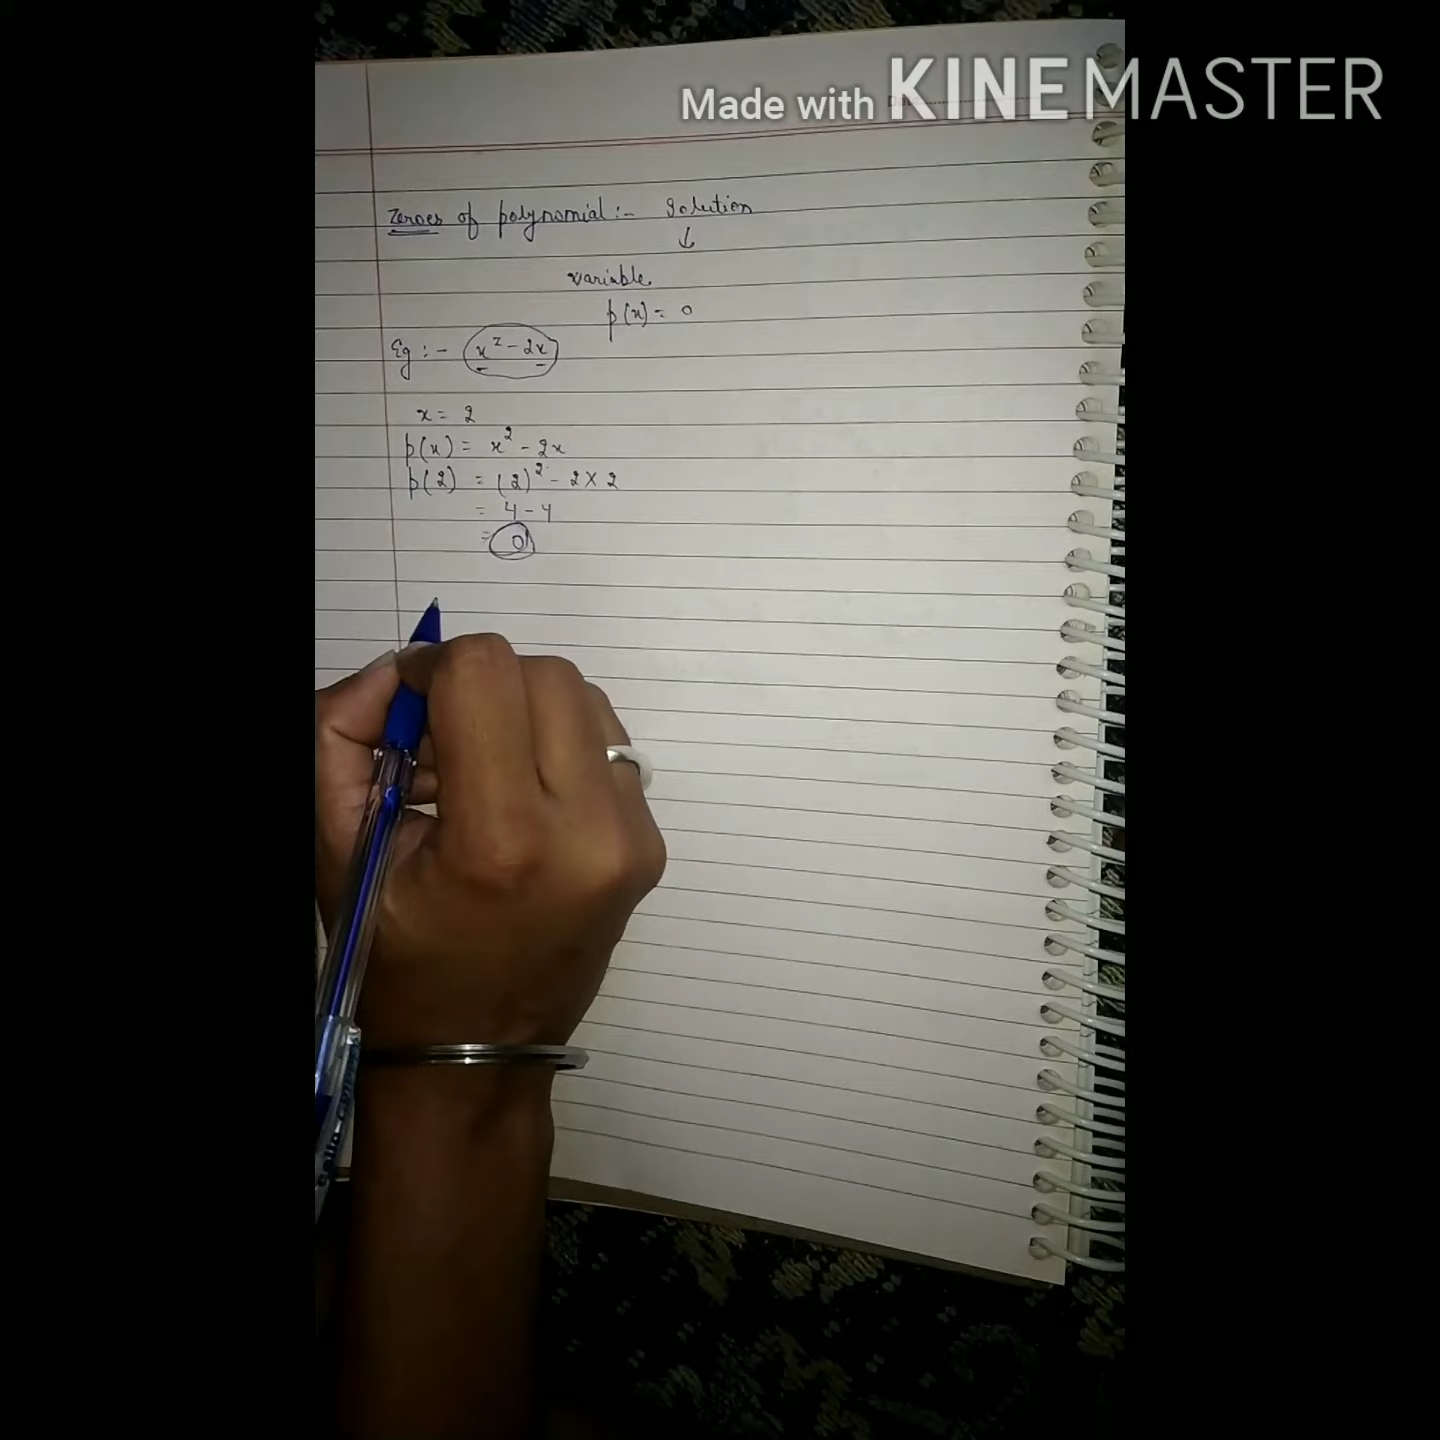 Made with KINEMASTER
Zeroes of polynomial :- Solution
↓
variable
p(x) = 0
Eg :- x² - 2x
x = 2
p(x) = x² - 2x
p(2) = (2)² - 2 × 2
= 4 - 4
= 0